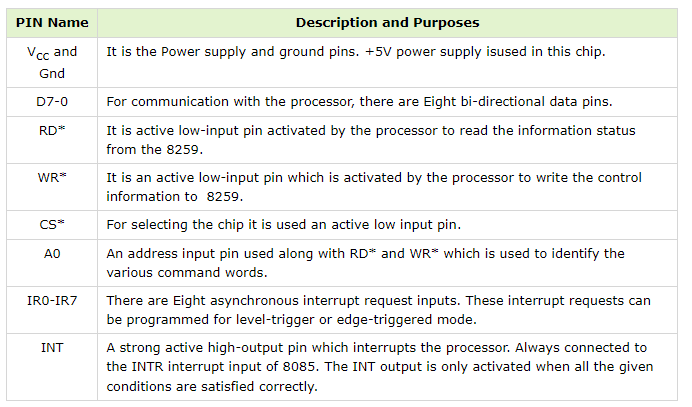 PIN Name Description and Purposes
VCC and It is the Power supply and ground pins. +5V power supply isused in this chip.
Gnd
D7-0 For communication with the processor, there are Eight bi-directional data pins.
RD* It is active low-input pin activated by the processor to read the information status
from the 8259.
WR* It is an active low-input pin which is activated by the processor to write the control
information to 8259.
CS* For selecting the chip it is used an active low input pin.
A0 An address input pin used along with RD* and WR* which is used to identify the
various command words.
IR0-IR7 There are Eight asynchronous interrupt request inputs. These interrupt requests can
be programmed for level-trigger or edge-triggered mode.
INT A strong active high-output pin which interrupts the processor. Always connected to
the INTR interrupt input of 8085. The INT output is only activated when all the given
conditions are satisfied correctly.